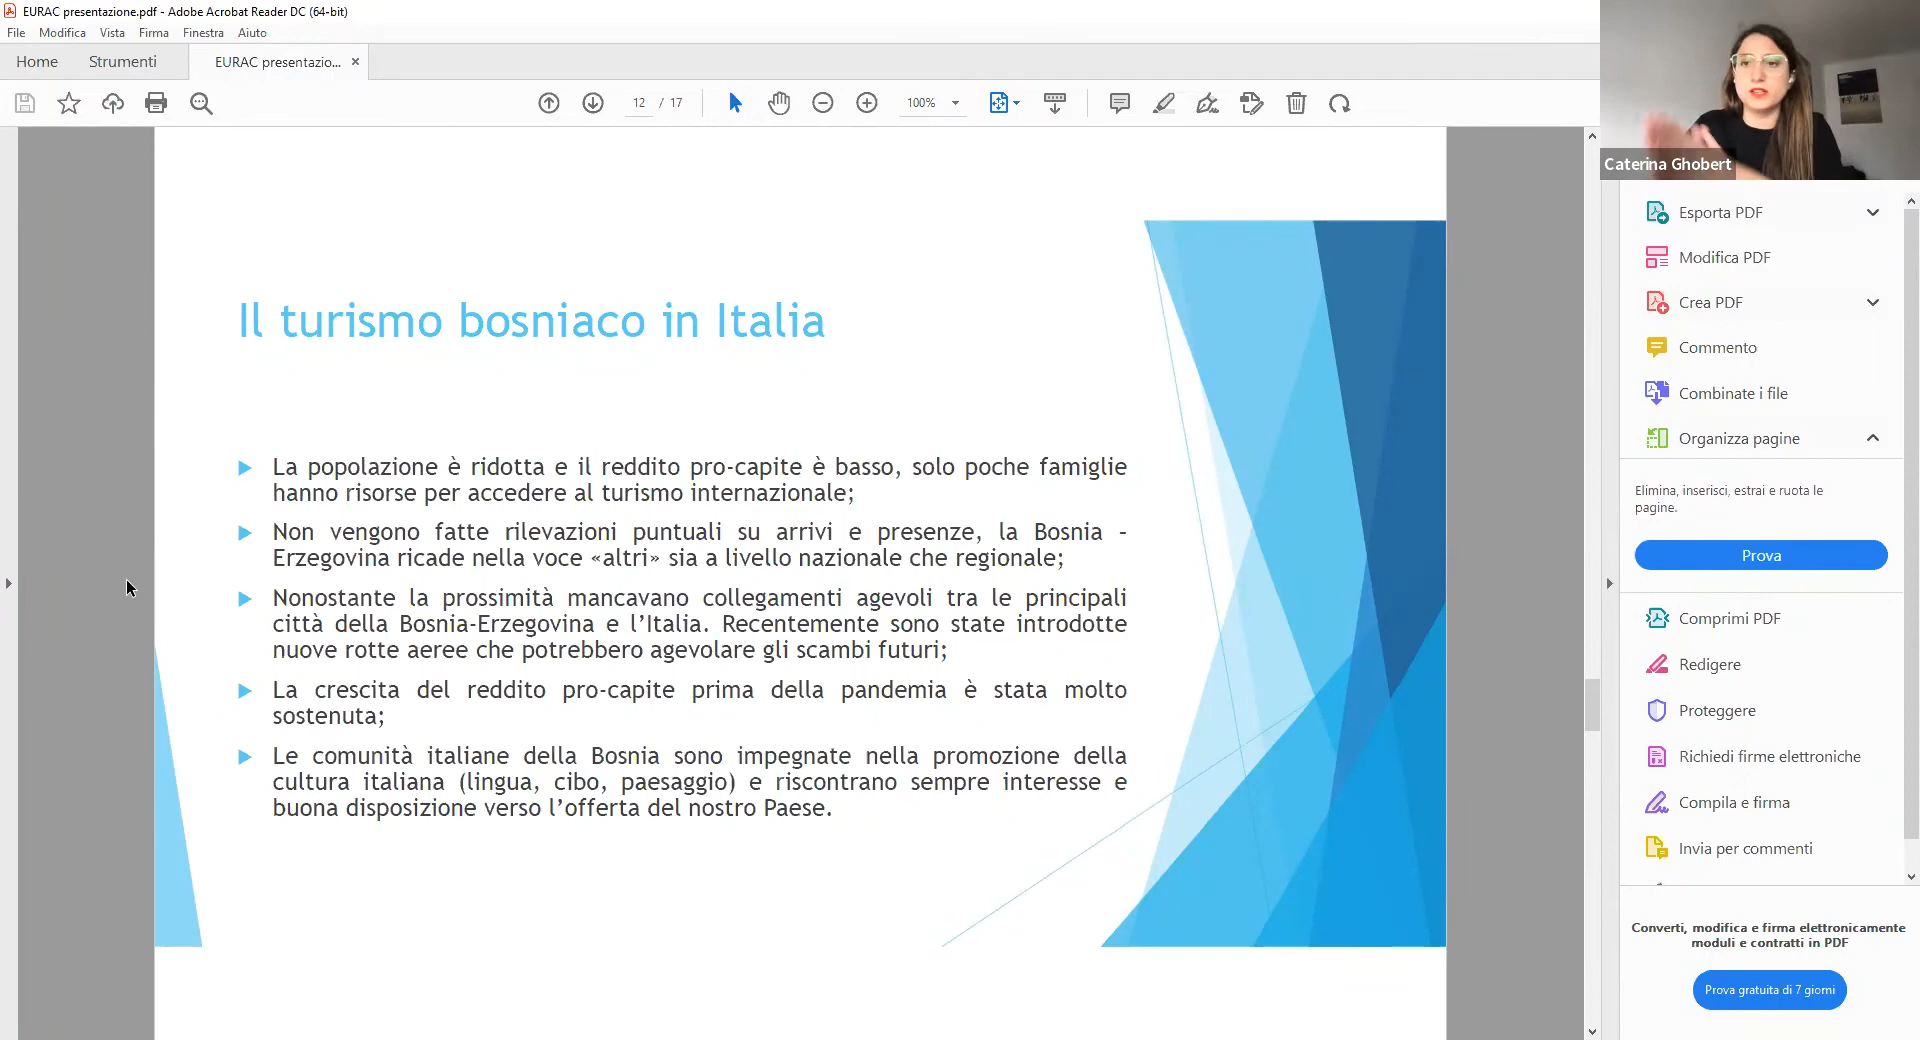 EURAC presentazione.pdf - Adobe Acrobat Reader DC (64-bit)
File Modifica Vista Firma Finestra Aiuto
Home Strumenti EURAC presentazio... ×
12 / 17 100%
Caterina Ghobert
Il turismo bosniaco in Italia
La popolazione è ridotta e il reddito pro-capite è basso, solo poche famiglie
hanno risorse per accedere al turismo internazionale;
Non vengono fatte rilevazioni puntuali su arrivi e presenze, la Bosnia –
Erzegovina ricade nella voce «altri» sia a livello nazionale che regionale;
Nonostante la prossimità mancavano collegamenti agevoli tra le principali
città della Bosnia-Erzegovina e l’Italia. Recentemente sono state introdotte
nuove rotte aeree che potrebbero agevolare gli scambi futuri;
La crescita del reddito pro-capite prima della pandemia è stata molto
sostenuta;
Le comunità italiane della Bosnia sono impegnate nella promozione della
cultura italiana (lingua, cibo, paesaggio) e riscontrano sempre interesse e
buona disposizione verso l’offerta del nostro Paese.
Esporta PDF
Modifica PDF
Crea PDF
Commento
Combinate i file
Organizza pagine
Elimina, inserisci, estrai e ruota le
pagine.
Prova
Comprimi PDF
Redigere
Proteggere
Richiedi firme elettroniche
Compila e firma
Invia per commenti
Converti, modifica e firma elettronicamente
moduli e contratti in PDF
Prova gratuita di 7 giorni